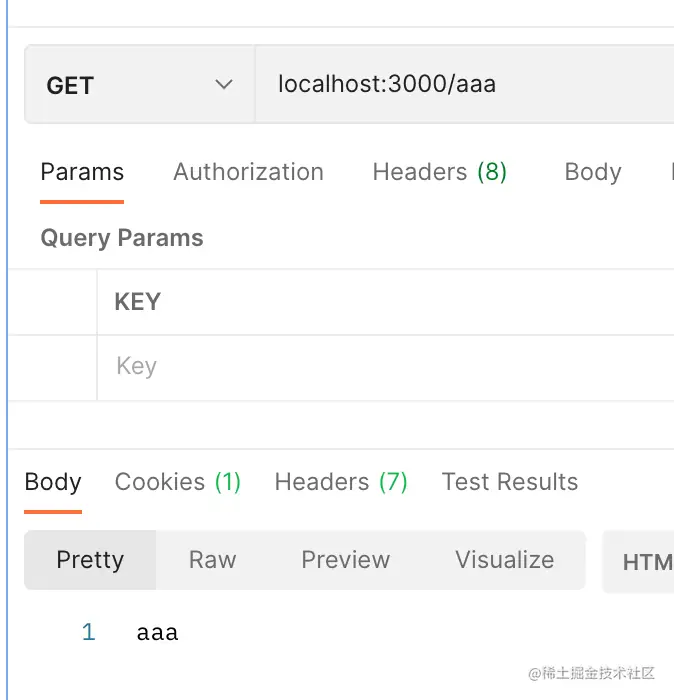 GET localhost:3000/aaa
Params Authorization Headers (8) Body
Query Params
KEY
Key
Body Cookies (1) Headers (7) Test Results
Pretty Raw Preview Visualize HTM
1 aaa
@稀土掘金技术社区